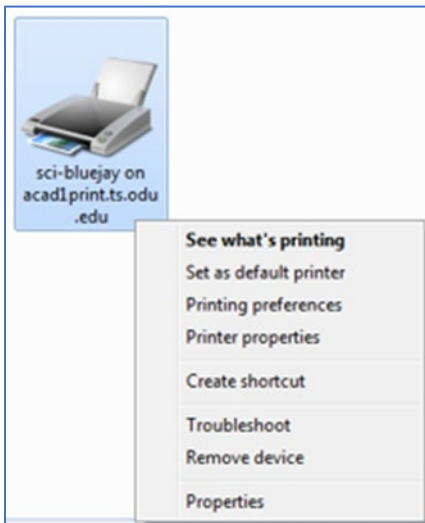 sci-bluejay on
acad1print.ts.odu
.edu
See what's printing
Set as default printer
Printing preferences
Printer properties
Create shortcut
Troubleshoot
Remove device
Properties